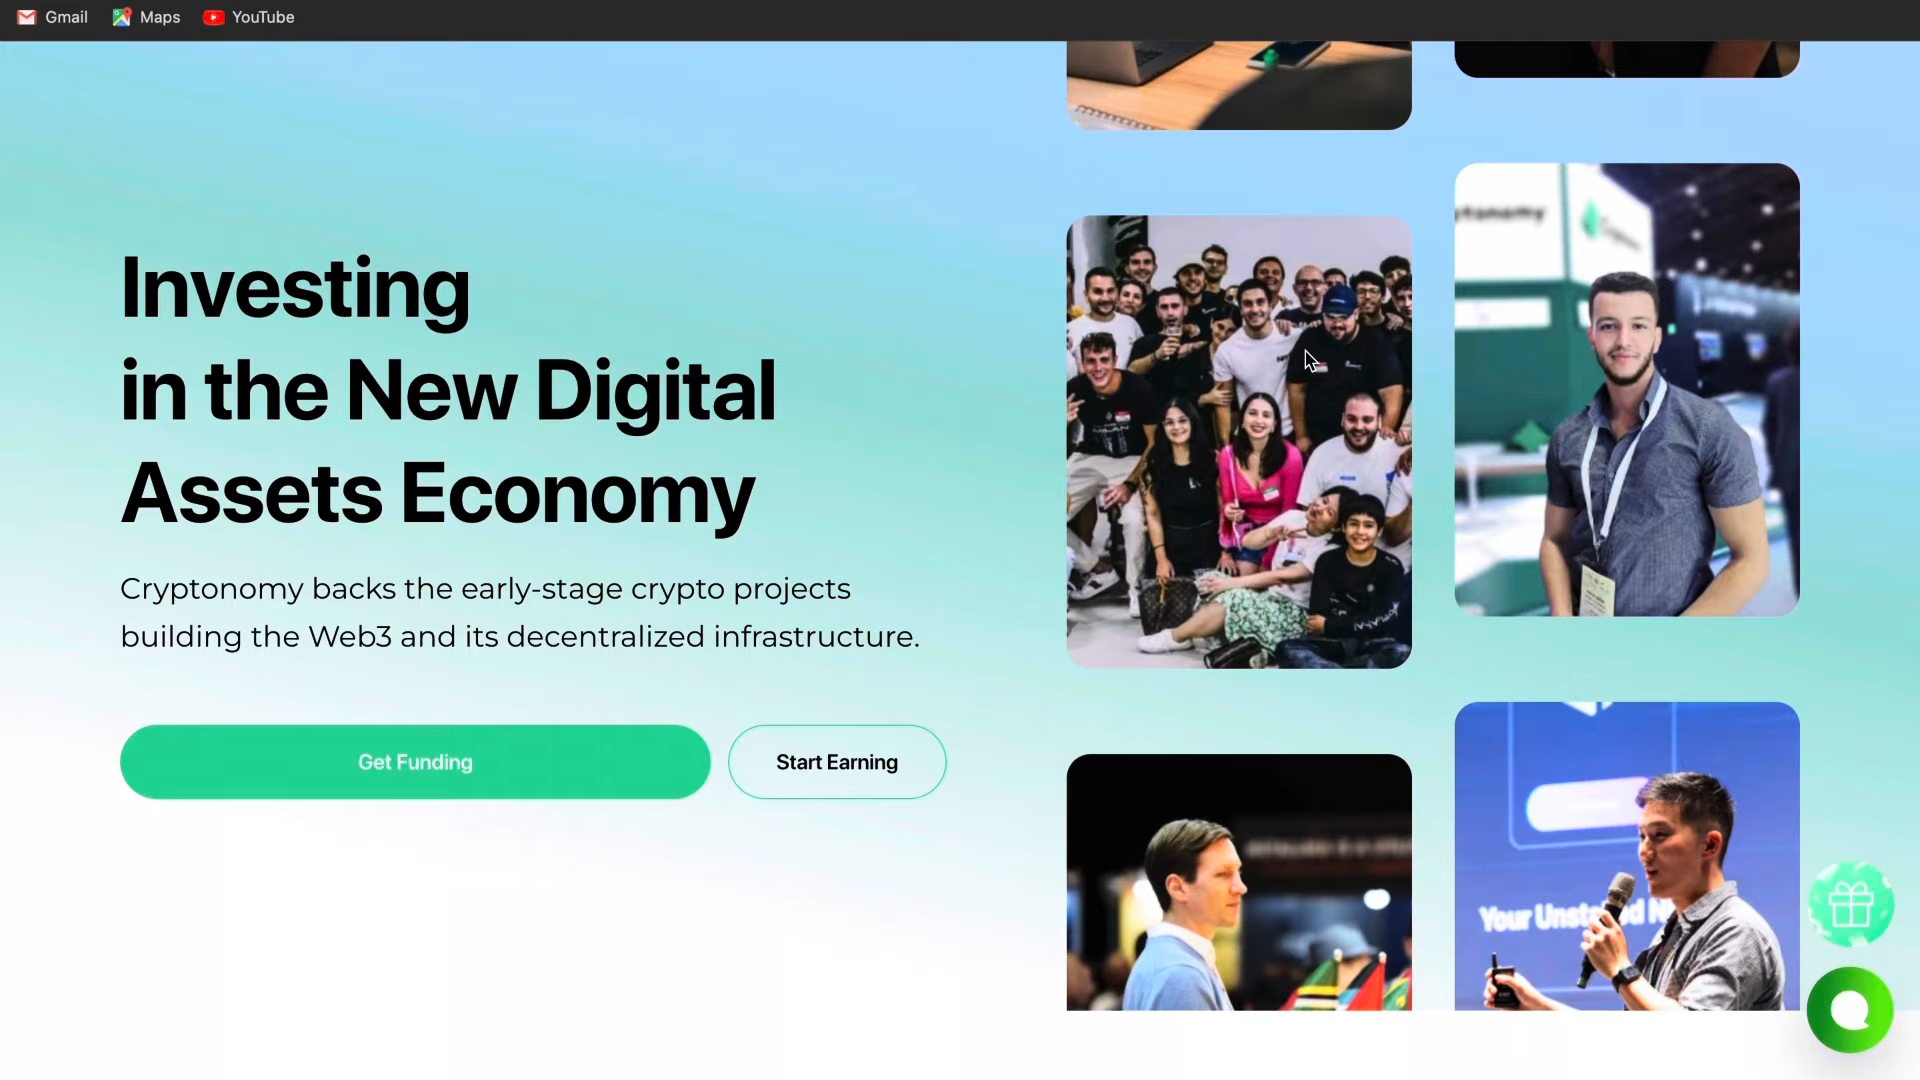 Gmail
Maps
YouTube
Investing
in the New Digital
Assets Economy
Cryptonomy backs the early-stage crypto projects
building the Web3 and its decentralized infrastructure.
Get Funding
Start Earning
Your